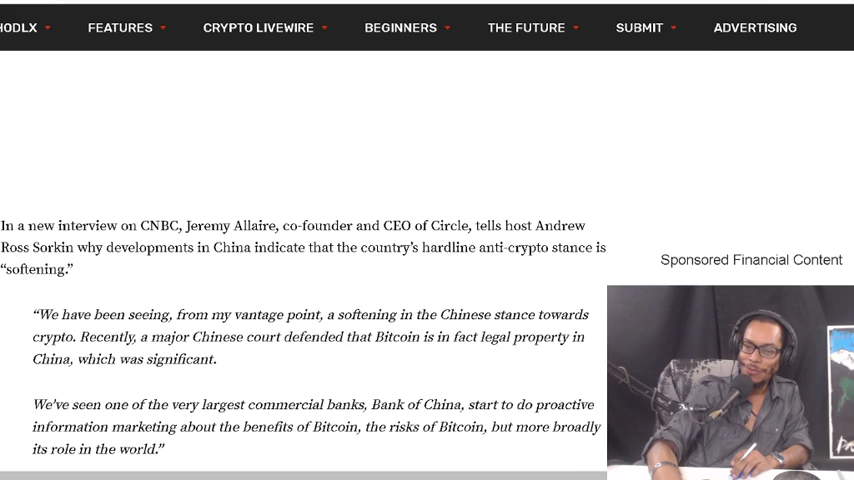 HODLX FEATURES CRYPTO LIVEWIRE BEGINNERS THE FUTURE SUBMIT ADVERTISING
In a new interview on CNBC, Jeremy Allaire, co-founder and CEO of Circle, tells host Andrew
Ross Sorkin why developments in China indicate that the country’s hardline anti-crypto stance is
“softening.”
Sponsored Financial Content
“We have been seeing, from my vantage point, a softening in the Chinese stance towards
crypto. Recently, a major Chinese court defended that Bitcoin is in fact legal property in
China, which was significant.
We’ve seen one of the very largest commercial banks, Bank of China, start to do proactive
information marketing about the benefits of Bitcoin, the risks of Bitcoin, but more broadly
its role in the world.”